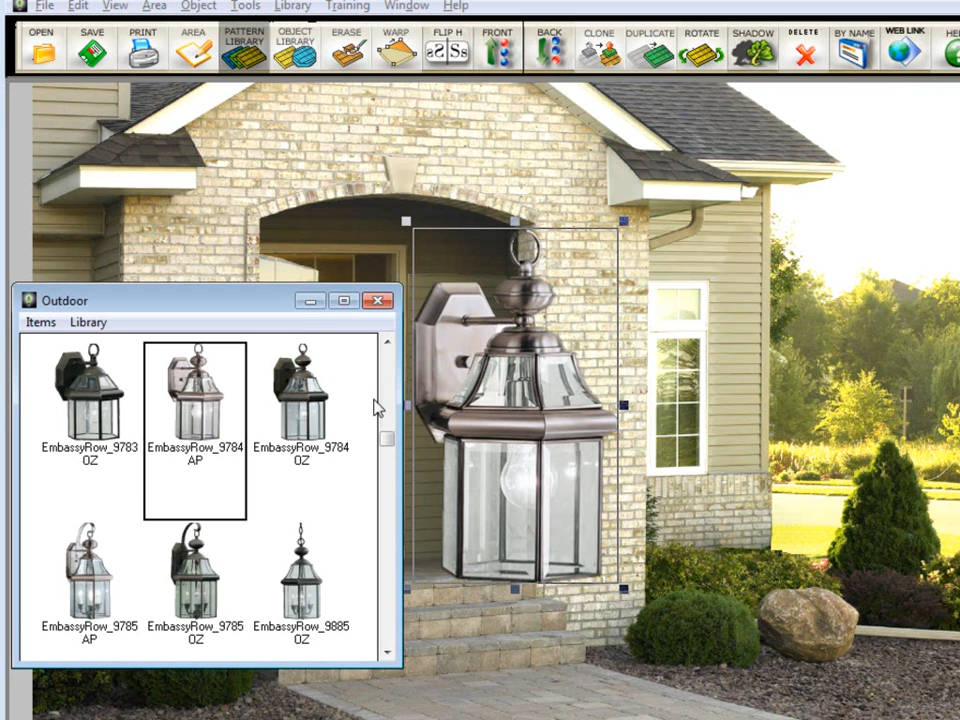 File Edit View Area Object Tools Library Training Window Help
OPEN SAVE PRINT AREA PATTERN LIBRARY OBJECT LIBRARY ERASE WARP FLIP H FRONT BACK CLONE DUPLICATE ROTATE SHADOW DELETE BY NAME WEB LINK
aS Ss
Outdoor
Items Library
EmbassyRow_9783 OZ
EmbassyRow_9784 AP
EmbassyRow_9784 OZ
EmbassyRow_9785 AP
EmbassyRow_9785 OZ
EmbassyRow_9885 OZ